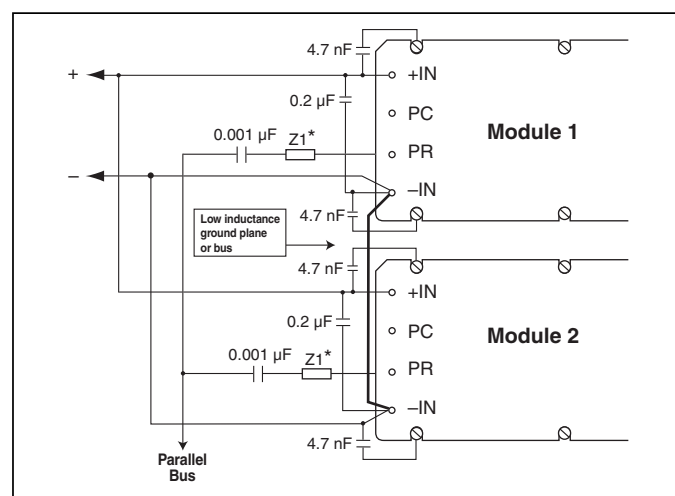 4.7 nF
+
+IN
0.2 µF
PC
Module 1
0.001 µF
Z1*
PR
–
–IN
Low inductance
ground plane
or bus
4.7 nF
4.7 nF
+IN
0.2 µF
PC
Module 2
0.001 µF
Z1*
PR
–IN
4.7 nF
Parallel
Bus